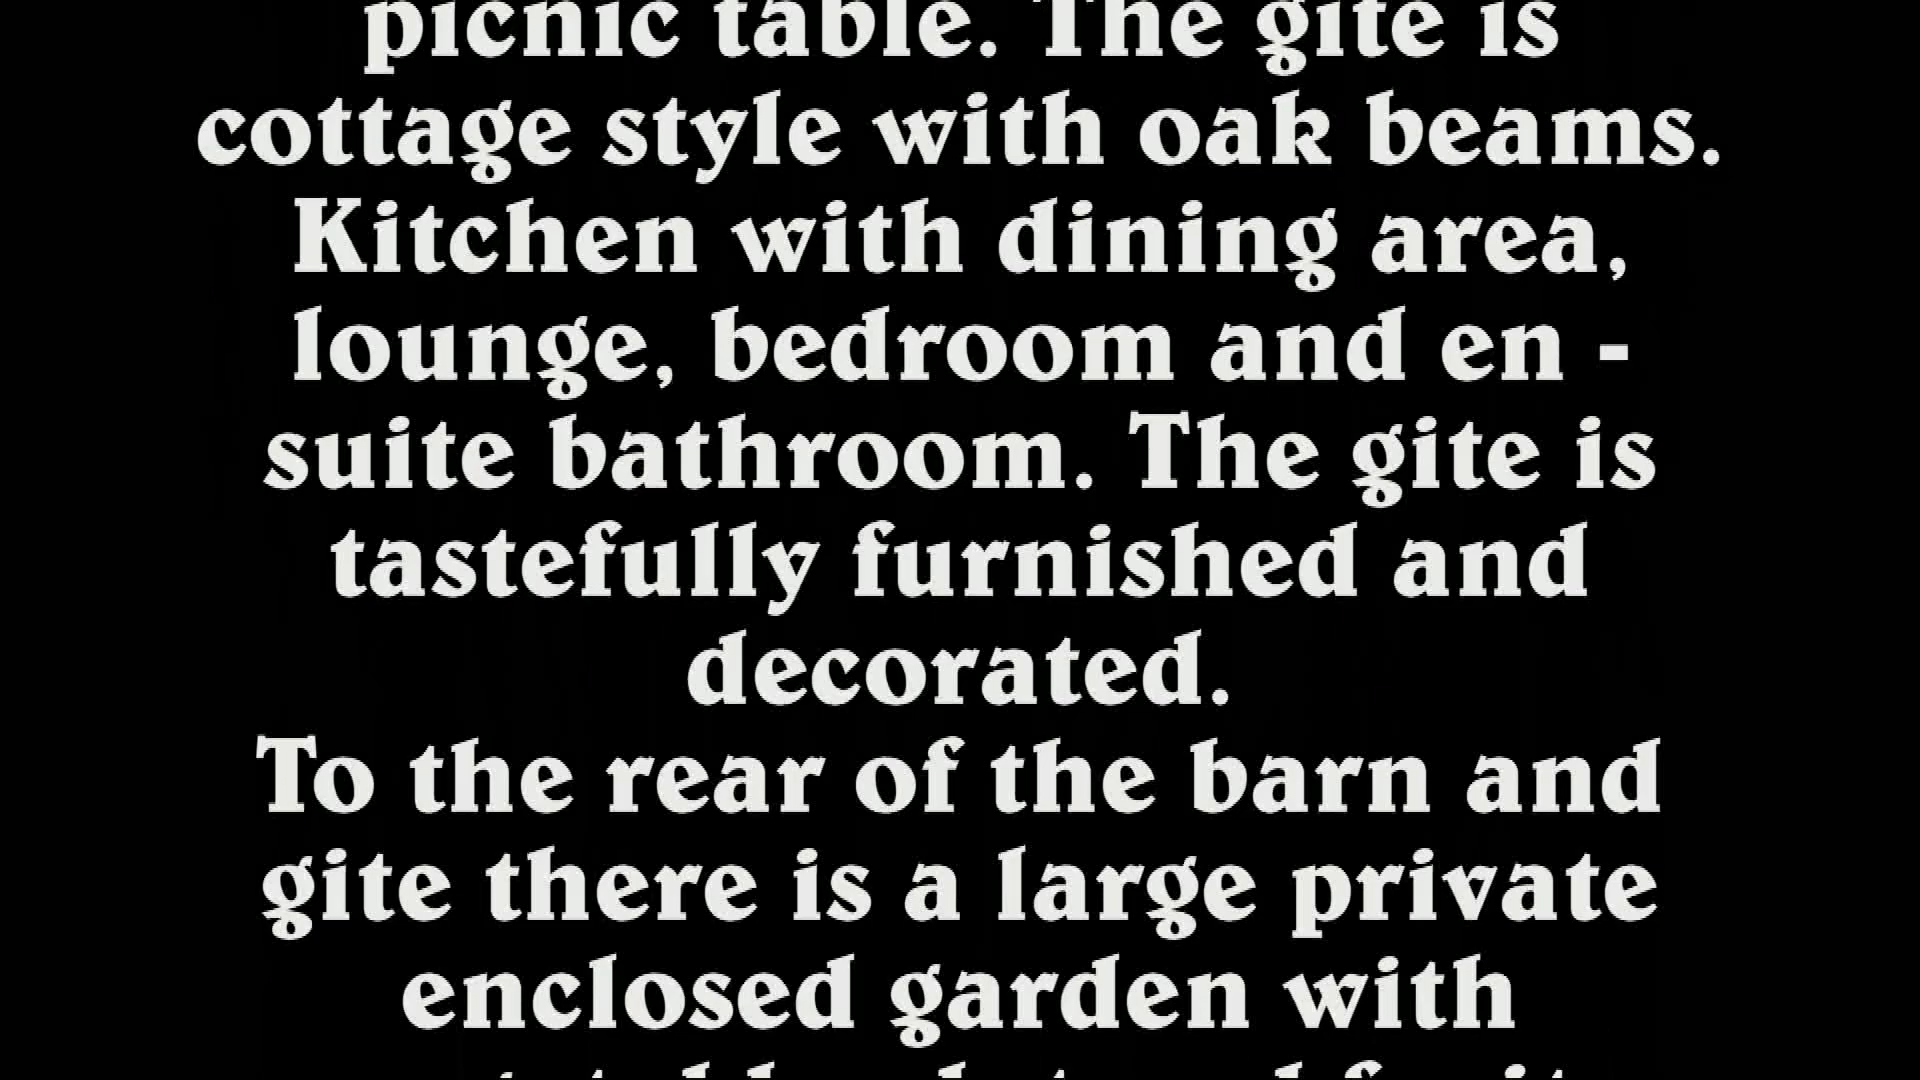 picnic table. The gite is
cottage style with oak beams.
Kitchen with dining area,
lounge, bedroom and en -
suite bathroom. The gite is
tastefully furnished and
decorated.
To the rear of the barn and
gite there is a large private
enclosed garden with